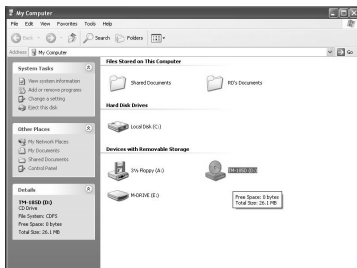 My Computer
File Edit View Favorites Tools Help
Back Search Folders
Address My Computer Go
System Tasks
View system information
Add or remove programs
Change a setting
Eject this disk
Other Places
My Network Places
My Documents
Shared Documents
Control Panel
Details
TM-185D (D:)
CD Drive
File System: CDFS
Free Space: 0 bytes
Total Size: 26.1 MB
Files Stored on This Computer
Shared Documents
Hard Disk Drives
Local Disk (C:)
Devices with Removable Storage
3½ Floppy (A:)
TM-185D (D:)
M-DRIVE (E:)
Free Space: 0 bytes
Total Size: 26.1 MB